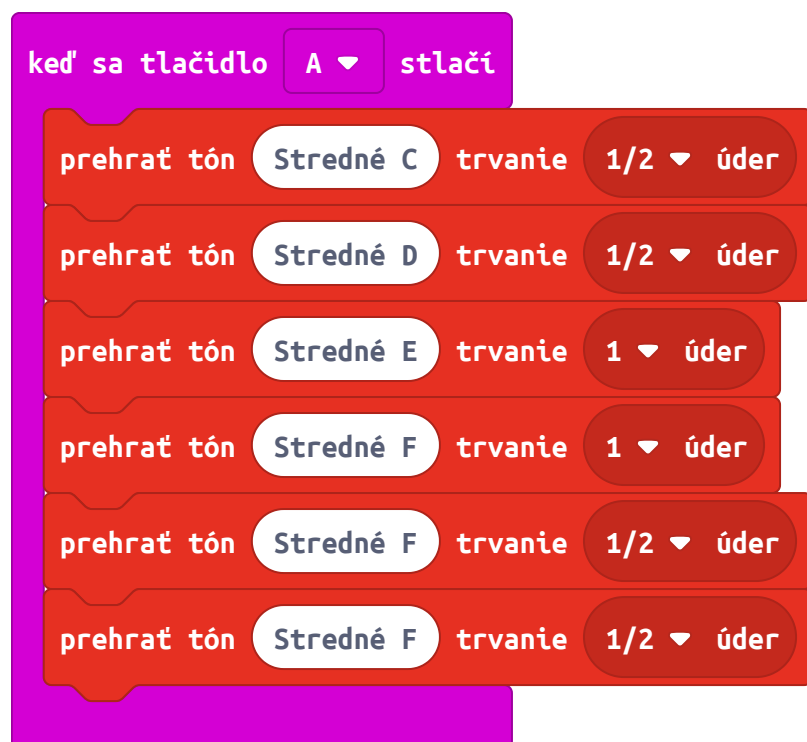 keď sa tlačidlo A stlačí
prehrať tón Stredné C trvanie 1/2 úder
prehrať tón Stredné D trvanie 1/2 úder
prehrať tón Stredné E trvanie 1 úder
prehrať tón Stredné F trvanie 1 úder
prehrať tón Stredné F trvanie 1/2 úder
prehrať tón Stredné F trvanie 1/2 úder